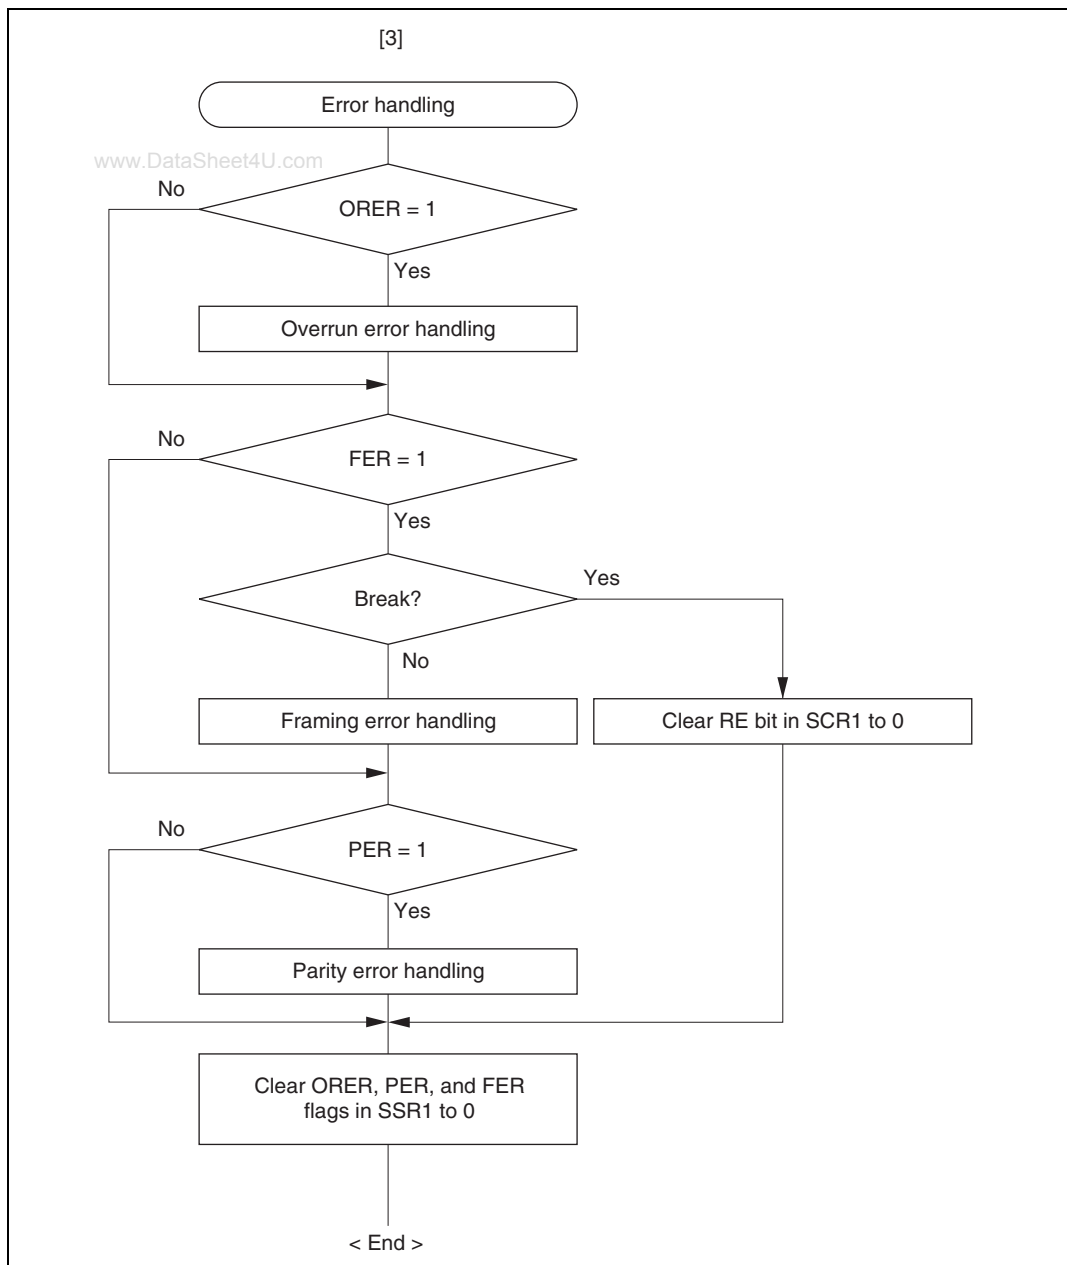 [3]
Error handling
www.DataSheet4U.com
No
ORER = 1
Yes
Overrun error handling
No
FER = 1
Yes
Break?
Yes
No
Framing error handling
Clear RE bit in SCR1 to 0
No
PER = 1
Yes
Parity error handling
Clear ORER, PER, and FER
flags in SSR1 to 0
< End >